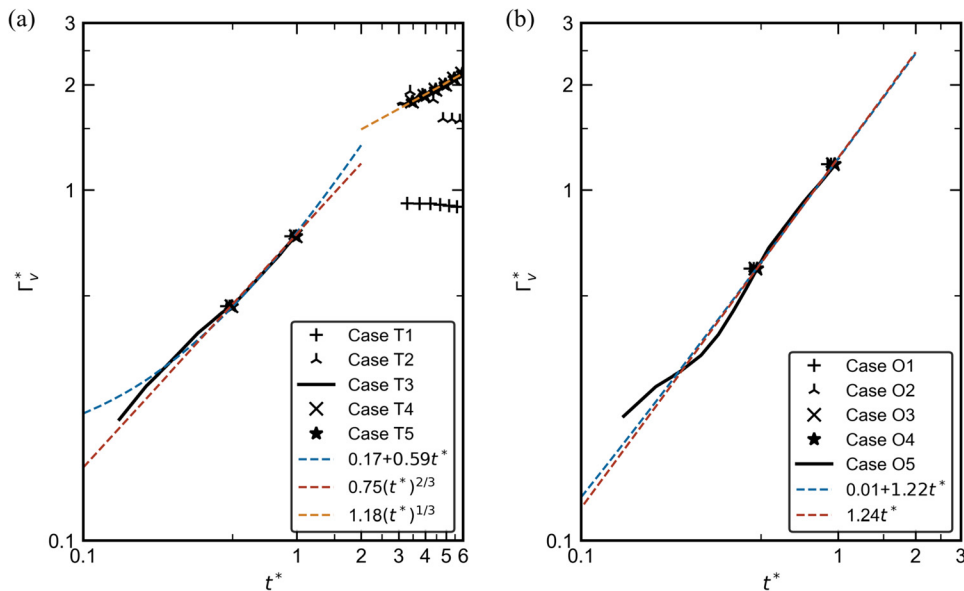 (a)
3
2
1
0.1
Γ*v
0.1
1
2
3
4
5
6
t*
Case T1
Case T2
Case T3
Case T4
Case T5
0.17+0.59t*
0.75(t*)2/3
1.18(t*)1/3
(b)
3
2
1
0.1
Γ*v
0.1
1
2
3
t*
Case O1
Case O2
Case O3
Case O4
Case O5
0.01+1.22t*
1.24t*